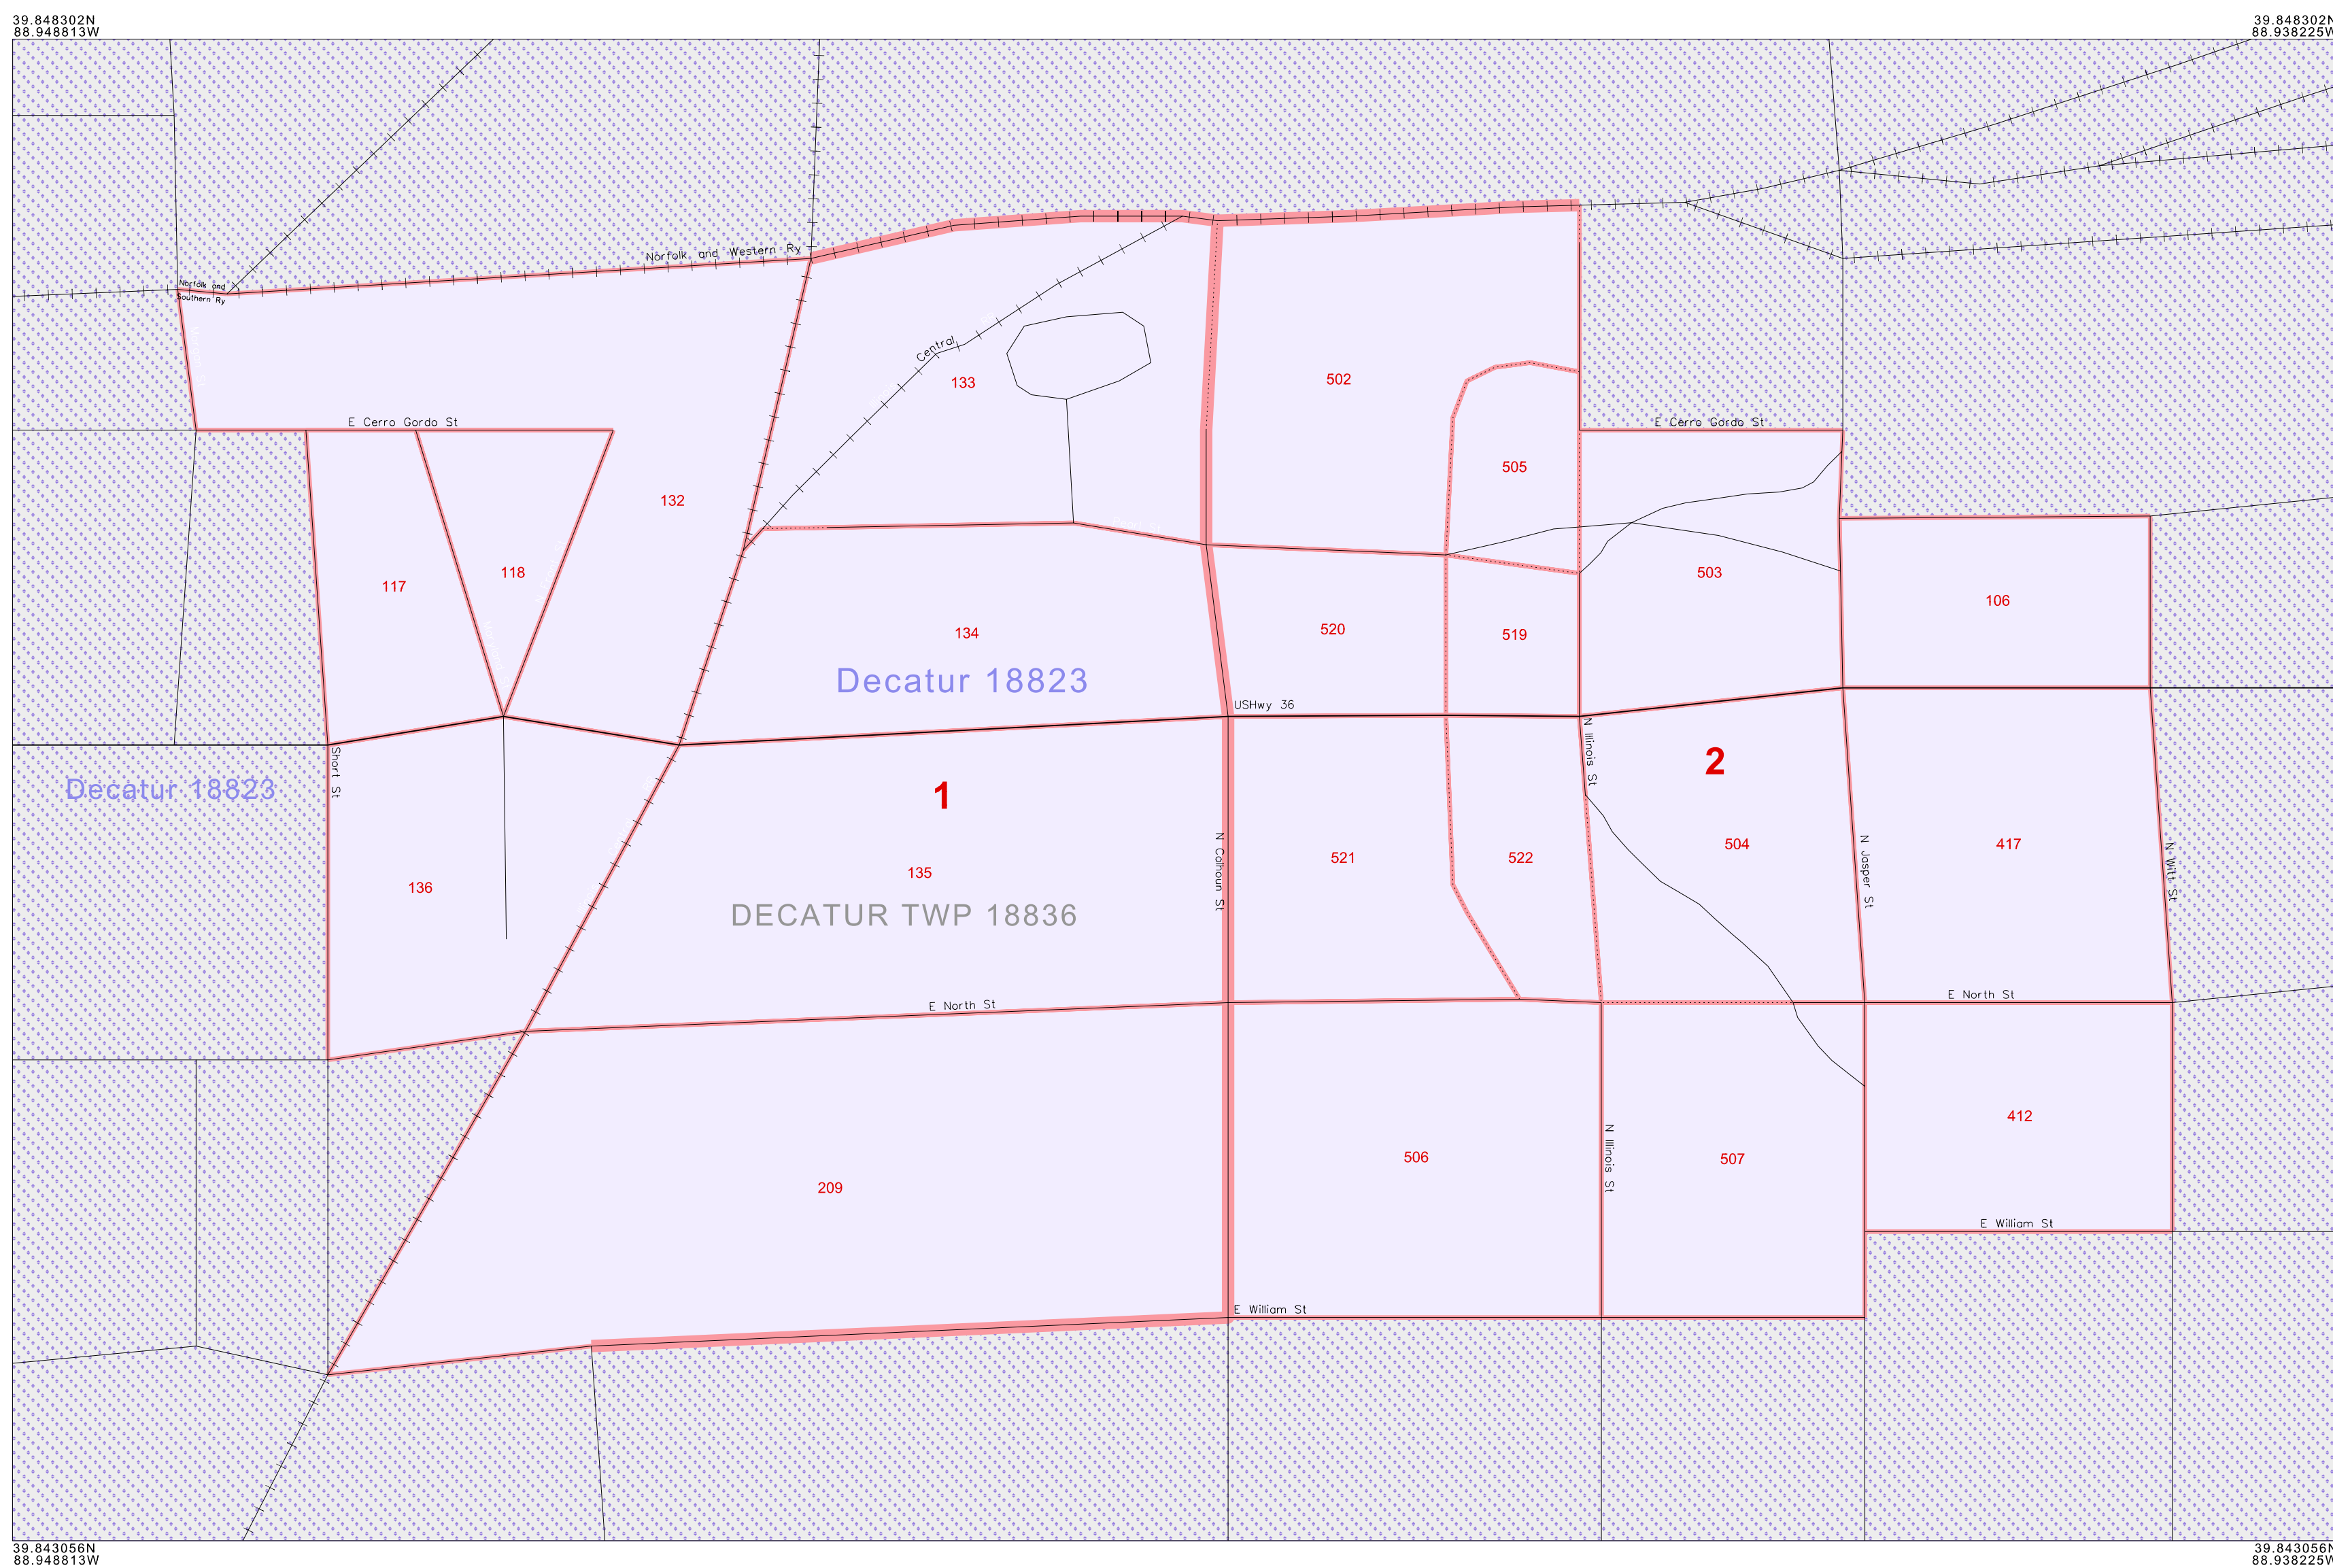 39.848302N
88.948813W
39.848302N
88.938225W
Norfolk and Western Ry
Norfolk and
Southern Ry
Central
133
502
E Cerro Gordo St
E Cerro Gordo St
505
132
117
118
503
106
134
520
519
Decatur 18823
USHwy 36
N Illinois St
Short St
Decatur 18823
1
2
N Calhoun St
N Jasper St
N Witt St
504
417
521
522
135
136
DECATUR TWP 18836
E North St
E North St
N Illinois St
412
506
507
209
E William St
E William St
39.843056N
88.948813W
39.843056N
88.938225W